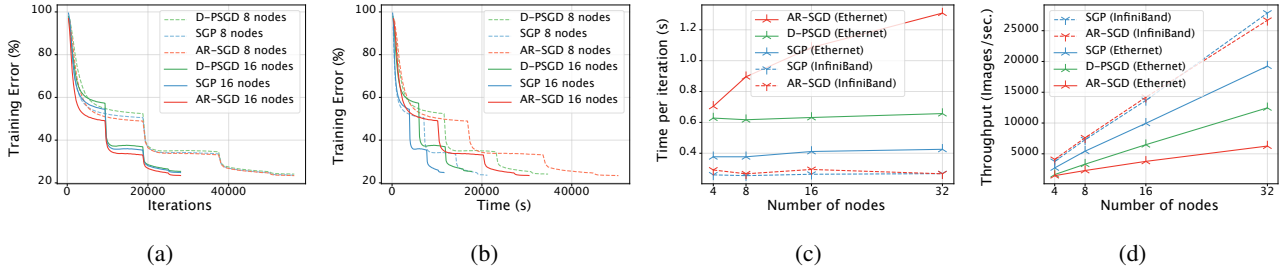 Training Error (%)
100
80
60
40
20
0
20000
40000
Iterations
D-PSGD 8 nodes
SGP 8 nodes
AR-SGD 8 nodes
D-PSGD 16 nodes
SGP 16 nodes
AR-SGD 16 nodes
(a)
Training Error (%)
100
80
60
40
20
0
20000
40000
Time (s)
D-PSGD 8 nodes
SGP 8 nodes
AR-SGD 8 nodes
D-PSGD 16 nodes
SGP 16 nodes
AR-SGD 16 nodes
(b)
Time per iteration (s)
1.2
1.0
0.8
0.6
0.4
4
8
16
32
Number of nodes
AR-SGD (Ethernet)
D-PSGD (Ethernet)
SGP (Ethernet)
SGP (InfiniBand)
AR-SGD (InfiniBand)
(c)
Throughput (Images/sec.)
25000
20000
15000
10000
5000
4
8
16
32
Number of nodes
SGP (InfiniBand)
AR-SGD (InfiniBand)
SGP (Ethernet)
D-PSGD (Ethernet)
AR-SGD (Ethernet)
(d)